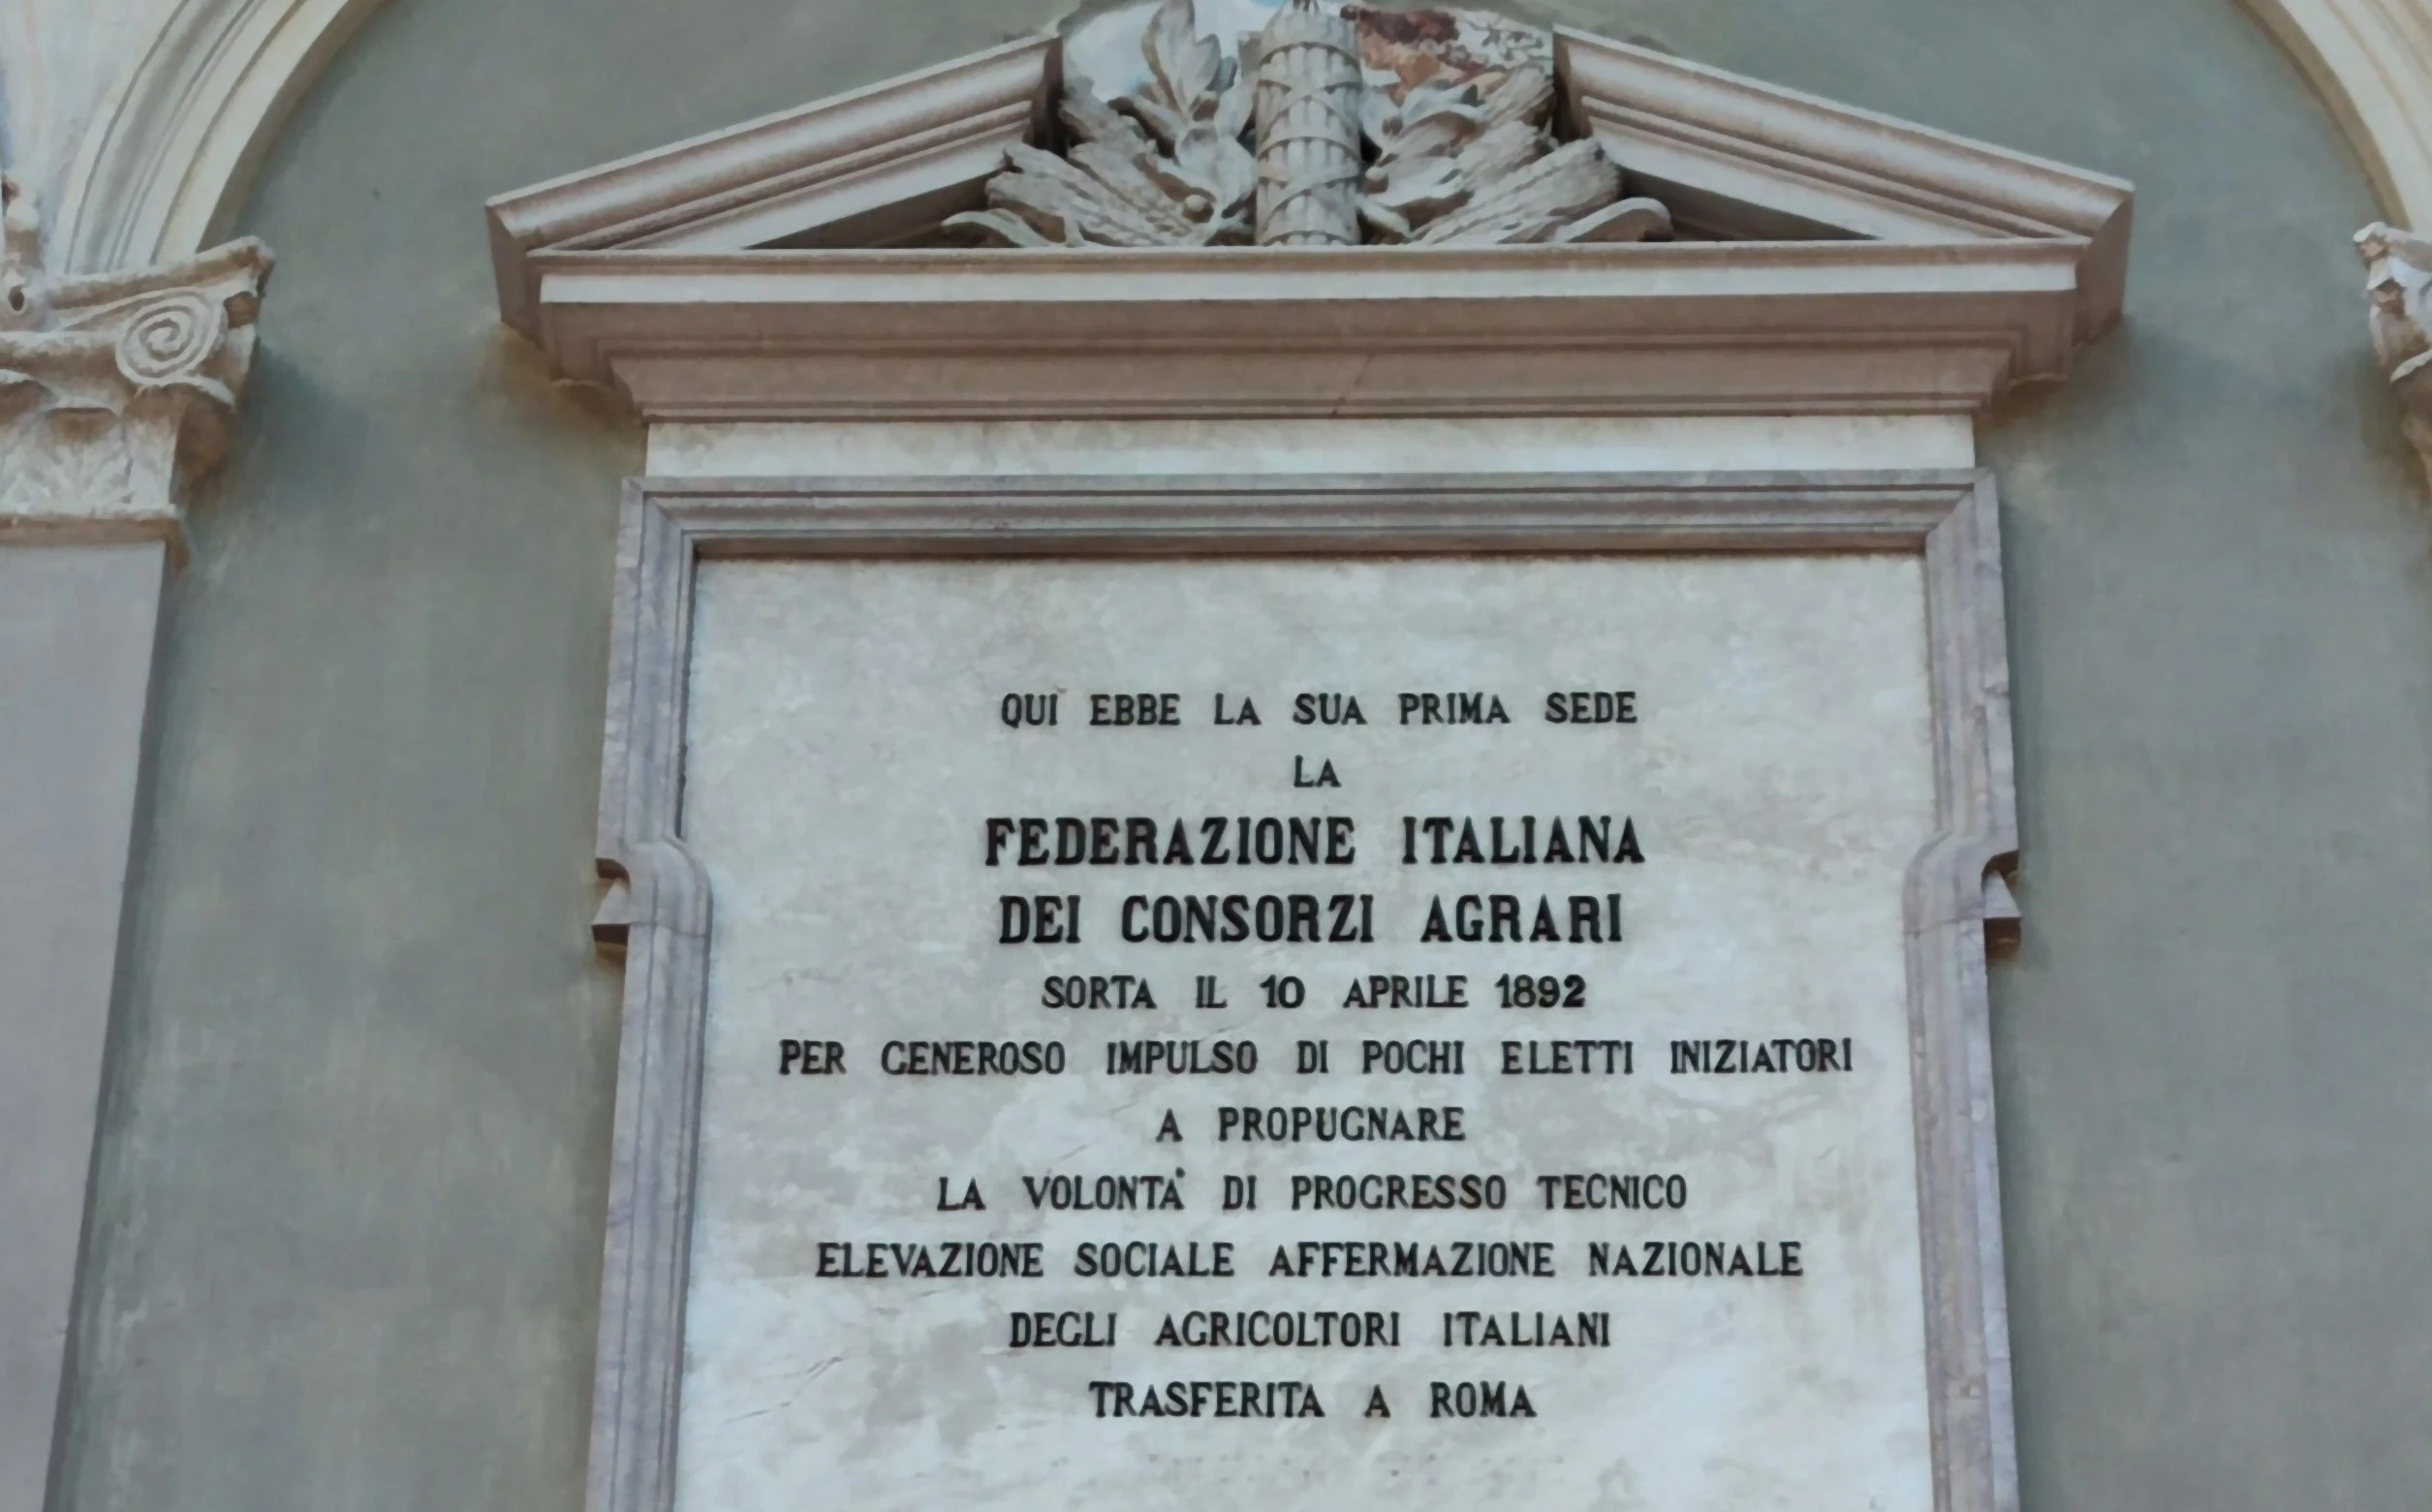 QUI EBBE LA SUA PRIMA SEDE
LA
FEDERAZIONE ITALIANA
DEI CONSORZI AGRARI
SORTA IL 10 APRILE 1892
PER GENEROSO IMPULSO DI POCHI ELETTI INIZIATORI
A PROPUGNARE
LA VOLONTA' DI PROGRESSO TECNICO
ELEVAZIONE SOCIALE AFFERMAZIONE NAZIONALE
DEGLI AGRICOLTORI ITALIANI
TRASFERITA A ROMA